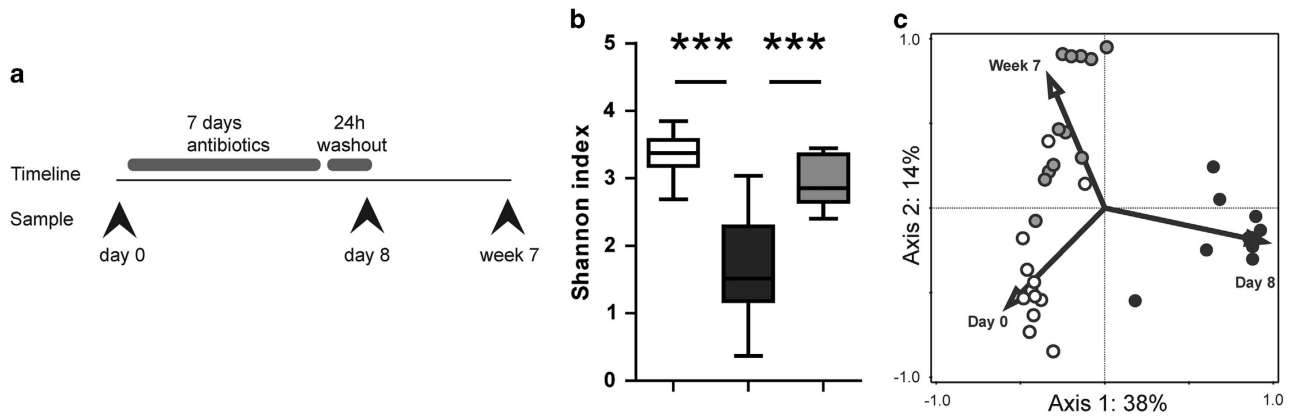 a
7 days
antibiotics
24h
washout
Timeline
Sample
day 0
day 8
week 7
b
*** ***
5
4
3
2
1
0
Shannon index
c
1.0
-1.0
Axis 2: 14%
Week 7
Day 0
Day 8
-1.0
1.0
Axis 1: 38%